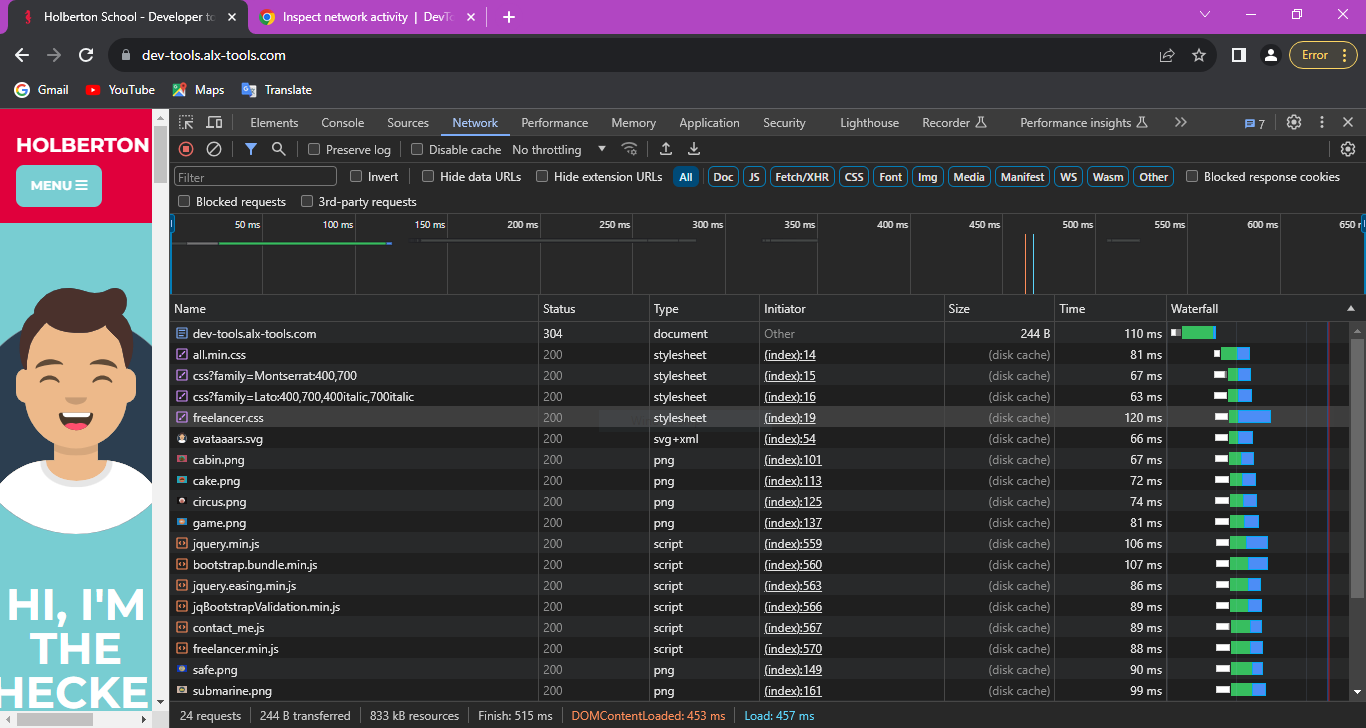 Holberton School - Developer to
Inspect network activity | DevTo
dev-tools.alx-tools.com
Error
Gmail YouTube Maps Translate
HOLBERTON
MENU
HI, I'M
THE
HECKE
Elements Console Sources Network Performance Memory Application Security Lighthouse Recorder Performance insights 7
Preserve log Disable cache No throttling
Filter Invert Hide data URLs Hide extension URLs All Doc JS Fetch/XHR CSS Font Img Media Manifest WS Wasm Other Blocked response cookies
Blocked requests 3rd-party requests
50 ms 100 ms 150 ms 200 ms 250 ms 300 ms 350 ms 400 ms 450 ms 500 ms 550 ms 600 ms 650 r
Name Status Type Initiator Size Time Waterfall
dev-tools.alx-tools.com 304 document Other 244 B 110 ms
all.min.css 200 stylesheet (index):14 (disk cache) 81 ms
css?family=Montserrat:400,700 200 stylesheet (index):15 (disk cache) 67 ms
css?family=Lato:400,700,400italic,700italic 200 stylesheet (index):16 (disk cache) 63 ms
freelancer.css 200 stylesheet (index):19 (disk cache) 120 ms
avataaars.svg 200 svg+xml (index):54 (disk cache) 66 ms
cabin.png 200 png (index):101 (disk cache) 67 ms
cake.png 200 png (index):113 (disk cache) 72 ms
circus.png 200 png (index):125 (disk cache) 74 ms
game.png 200 png (index):137 (disk cache) 81 ms
jquery.min.js 200 script (index):559 (disk cache) 106 ms
bootstrap.bundle.min.js 200 script (index):560 (disk cache) 107 ms
jquery.easing.min.js 200 script (index):563 (disk cache) 86 ms
jqBootstrapValidation.min.js 200 script (index):566 (disk cache) 89 ms
contact_me.js 200 script (index):567 (disk cache) 89 ms
freelancer.min.js 200 script (index):570 (disk cache) 88 ms
safe.png 200 png (index):149 (disk cache) 90 ms
submarine.png 200 png (index):161 (disk cache) 99 ms
24 requests 244 B transferred 833 kB resources Finish: 515 ms DOMContentLoaded: 453 ms Load: 457 ms